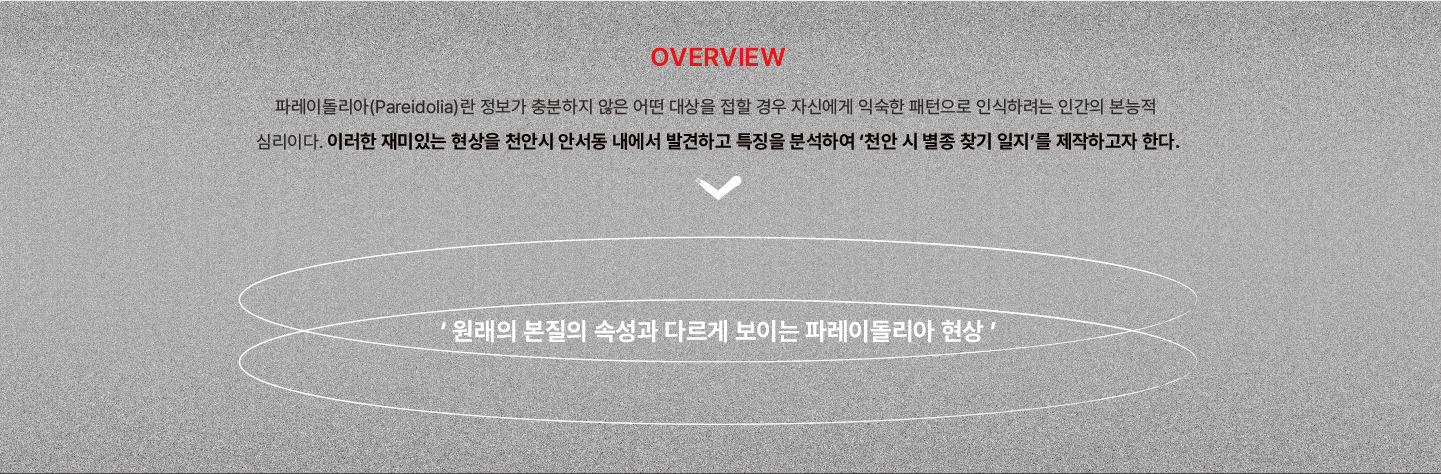 OVERVIEW
파레이돌리아(Pareidolia)란 정보가 충분하지 않은 어떤 대상을 접할 경우 자신에게 익숙한 패턴으로 인식하려는 인간의 본능적
심리이다. 이러한 재미있는 현상을 천안시 안서동 내에서 발견하고 특징을 분석하여 ‘천안 시 별종 찾기 일지’를 제작하고자 한다.
‘ 원래의 본질의 속성과 다르게 보이는 파레이돌리아 현상 ’